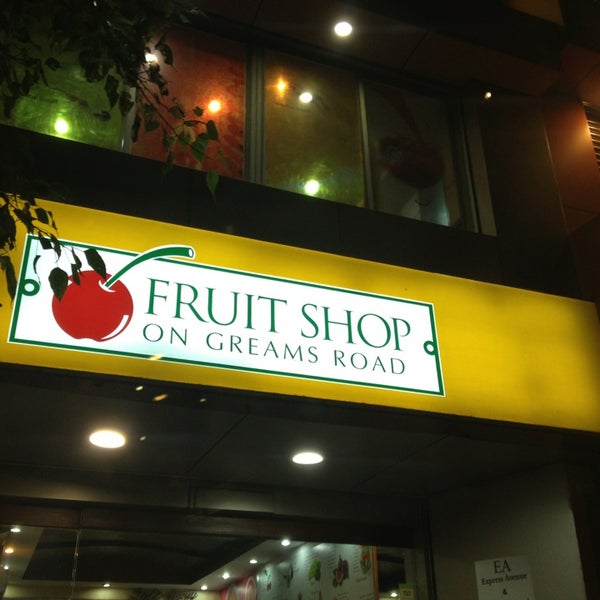 FRUIT SHOP
ON GREAMS ROAD
EA
Express Avenue
&